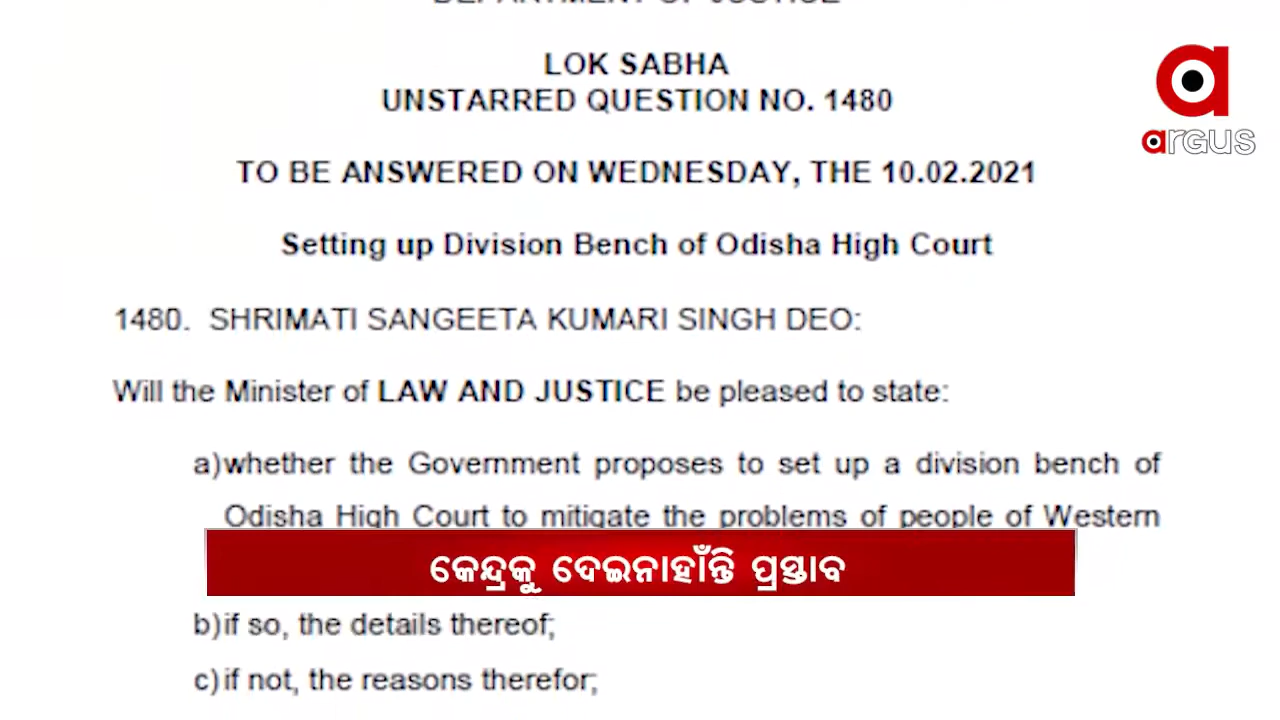 DEPARTMENT OF JUSTICE
LOK SABHA
UNSTARRED QUESTION NO. 1480
TO BE ANSWERED ON WEDNESDAY, THE 10.02.2021
Setting up Division Bench of Odisha High Court
1480. SHRIMATI SANGEETA KUMARI SINGH DEO:
Will the Minister of LAW AND JUSTICE be pleased to state:
a) whether the Government proposes to set up a division bench of
Odisha High Court to mitigate the problems of people of Western
କେନ୍ଦ୍ରକୁ ଦେଇନାହାଁନ୍ତି ପ୍ରସ୍ତାବ
b) if so, the details thereof;
c) if not, the reasons therefor;
a
argus